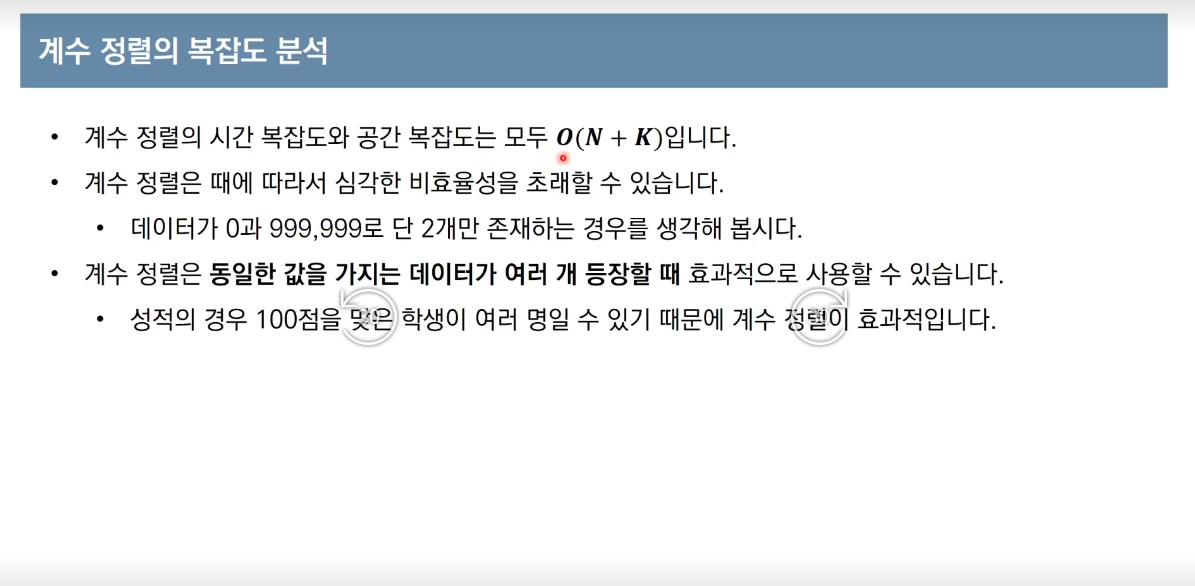 계수 정렬의 복잡도 분석
• 계수 정렬의 시간 복잡도와 공간 복잡도는 모두 O(N + K)입니다.
• 계수 정렬은 때에 따라서 심각한 비효율성을 초래할 수 있습니다.
• 데이터가 0과 999,999로 단 2개만 존재하는 경우를 생각해 봅시다.
• 계수 정렬은 동일한 값을 가지는 데이터가 여러 개 등장할 때 효과적으로 사용할 수 있습니다.
• 성적의 경우 100점을 맞은 학생이 여러 명일 수 있기 때문에 계수 정렬이 효과적입니다.